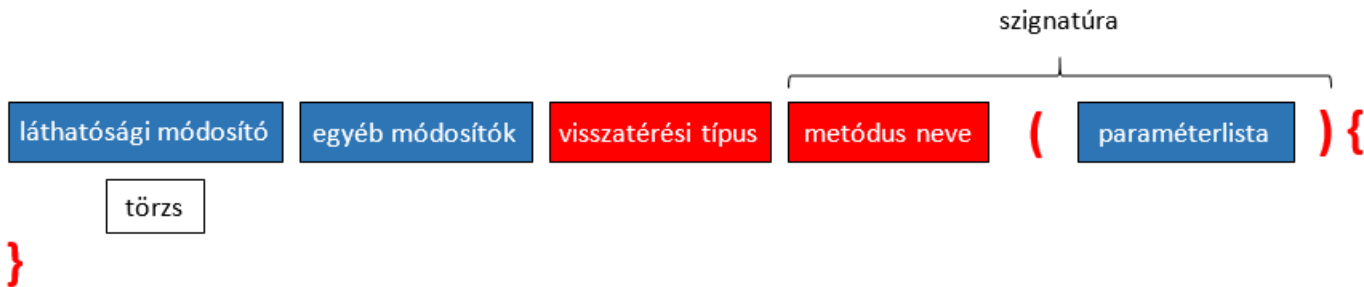 szignatúra
láthatósági módosító egyéb módosítók visszatérési típus metódus neve ( paraméterlista ) {
törzs
}